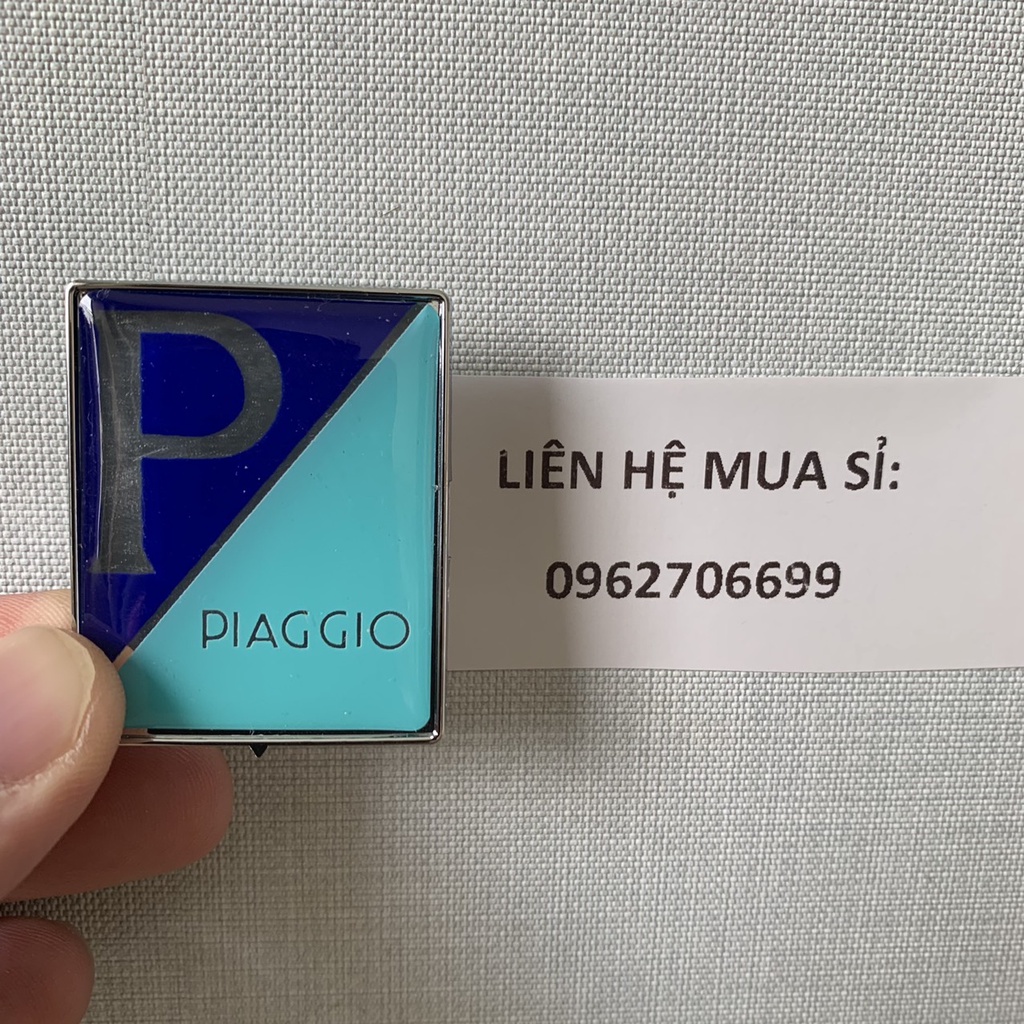 P
PIAGGIO
LIÊN HỆ MUA SỈ:
0962706699